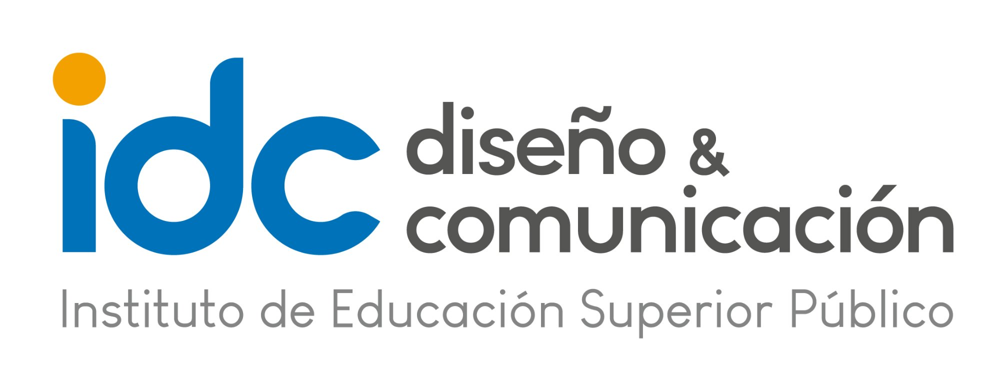 idc
diseño &
comunicación
Instituto de Educación Superior Público